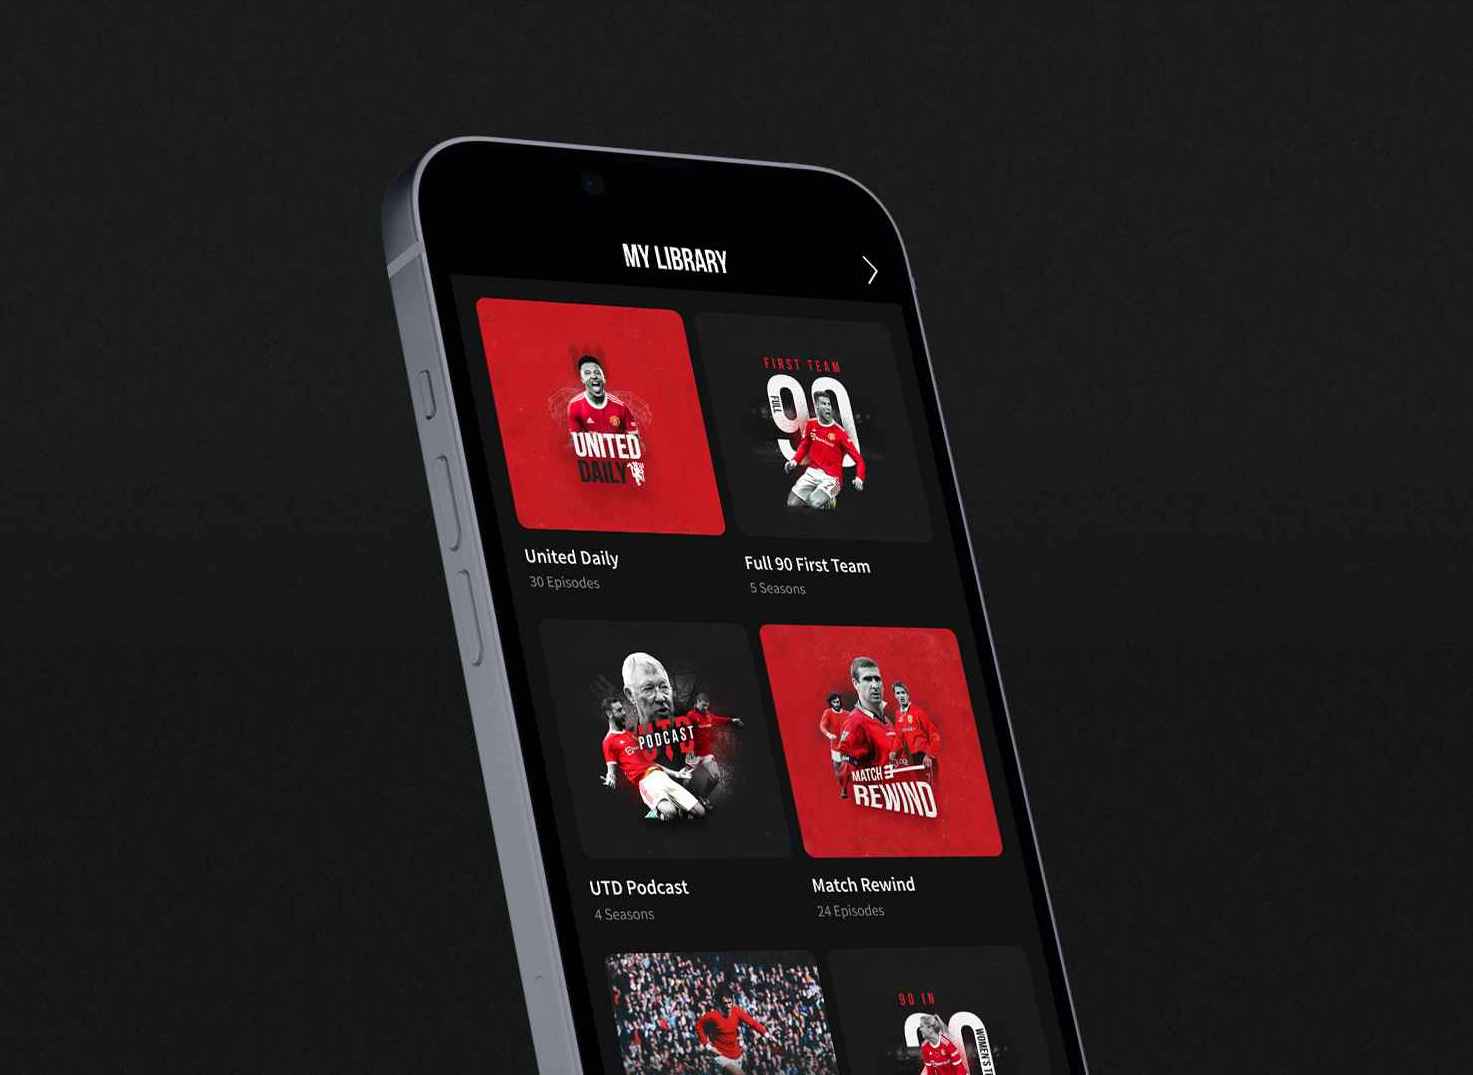 MY LIBRARY
UNITED
DAILY
FIRST TEAM
90
FULL
United Daily
30 Episodes
Full 90 First Team
5 Seasons
UTD
PODCAST
MATCH
REWIND
UTD Podcast
4 Seasons
Match Rewind
24 Episodes
90 IN
WOMEN'S